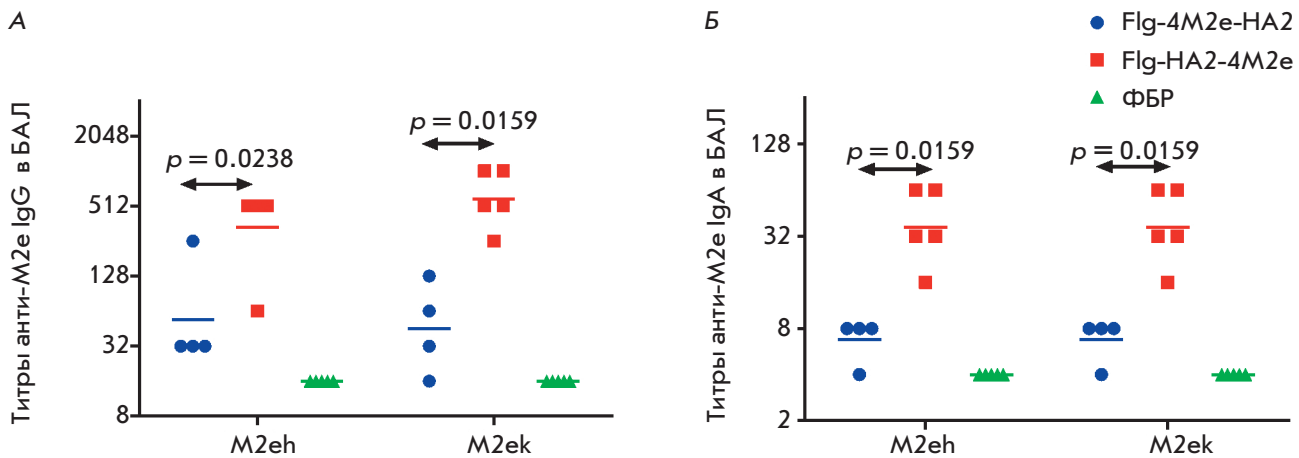 А
Титры анти-M2e IgG в БАЛ
2048
512
128
32
8
p = 0.0238
p = 0.0159
M2eh
M2ek
Б
Flg-4M2e-HA2
Flg-HA2-4M2e
ФБР
Титры анти-M2e IgA в БАЛ
128
32
8
2
p = 0.0159
p = 0.0159
M2eh
M2ek